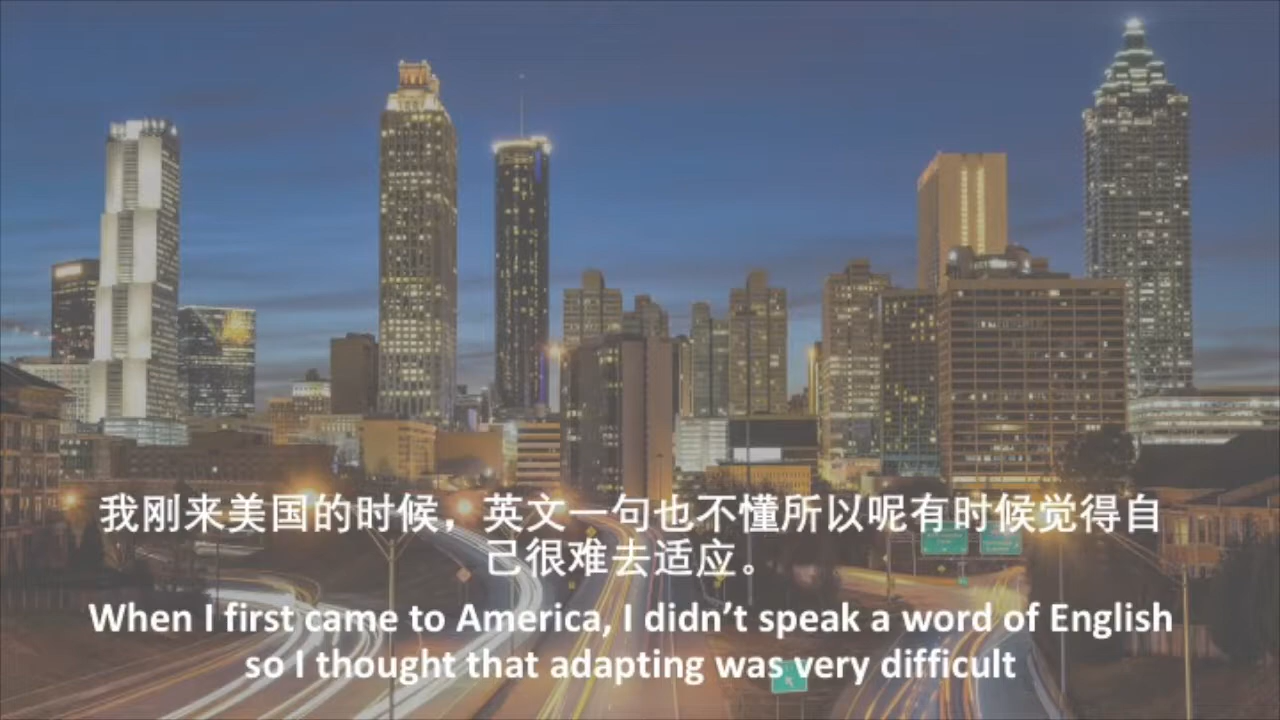 我刚来美国的时候，英文一句也不懂所以呢有时候觉得自
己很难去适应。
When I first came to America, I didn’t speak a word of English
so I thought that adapting was very difficult